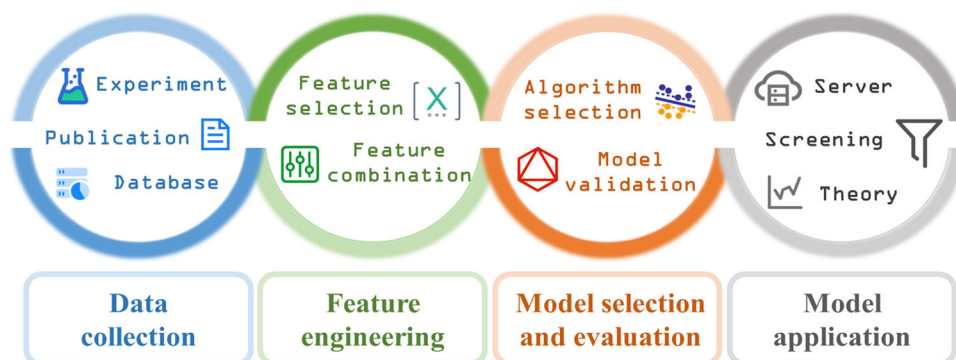 Experiment
Publication
Database
Feature
selection
[X]
...
Feature
combination
Algorithm
selection
Model
validation
Server
Screening
Theory
Data
collection
Feature
engineering
Model selection
and evaluation
Model
application